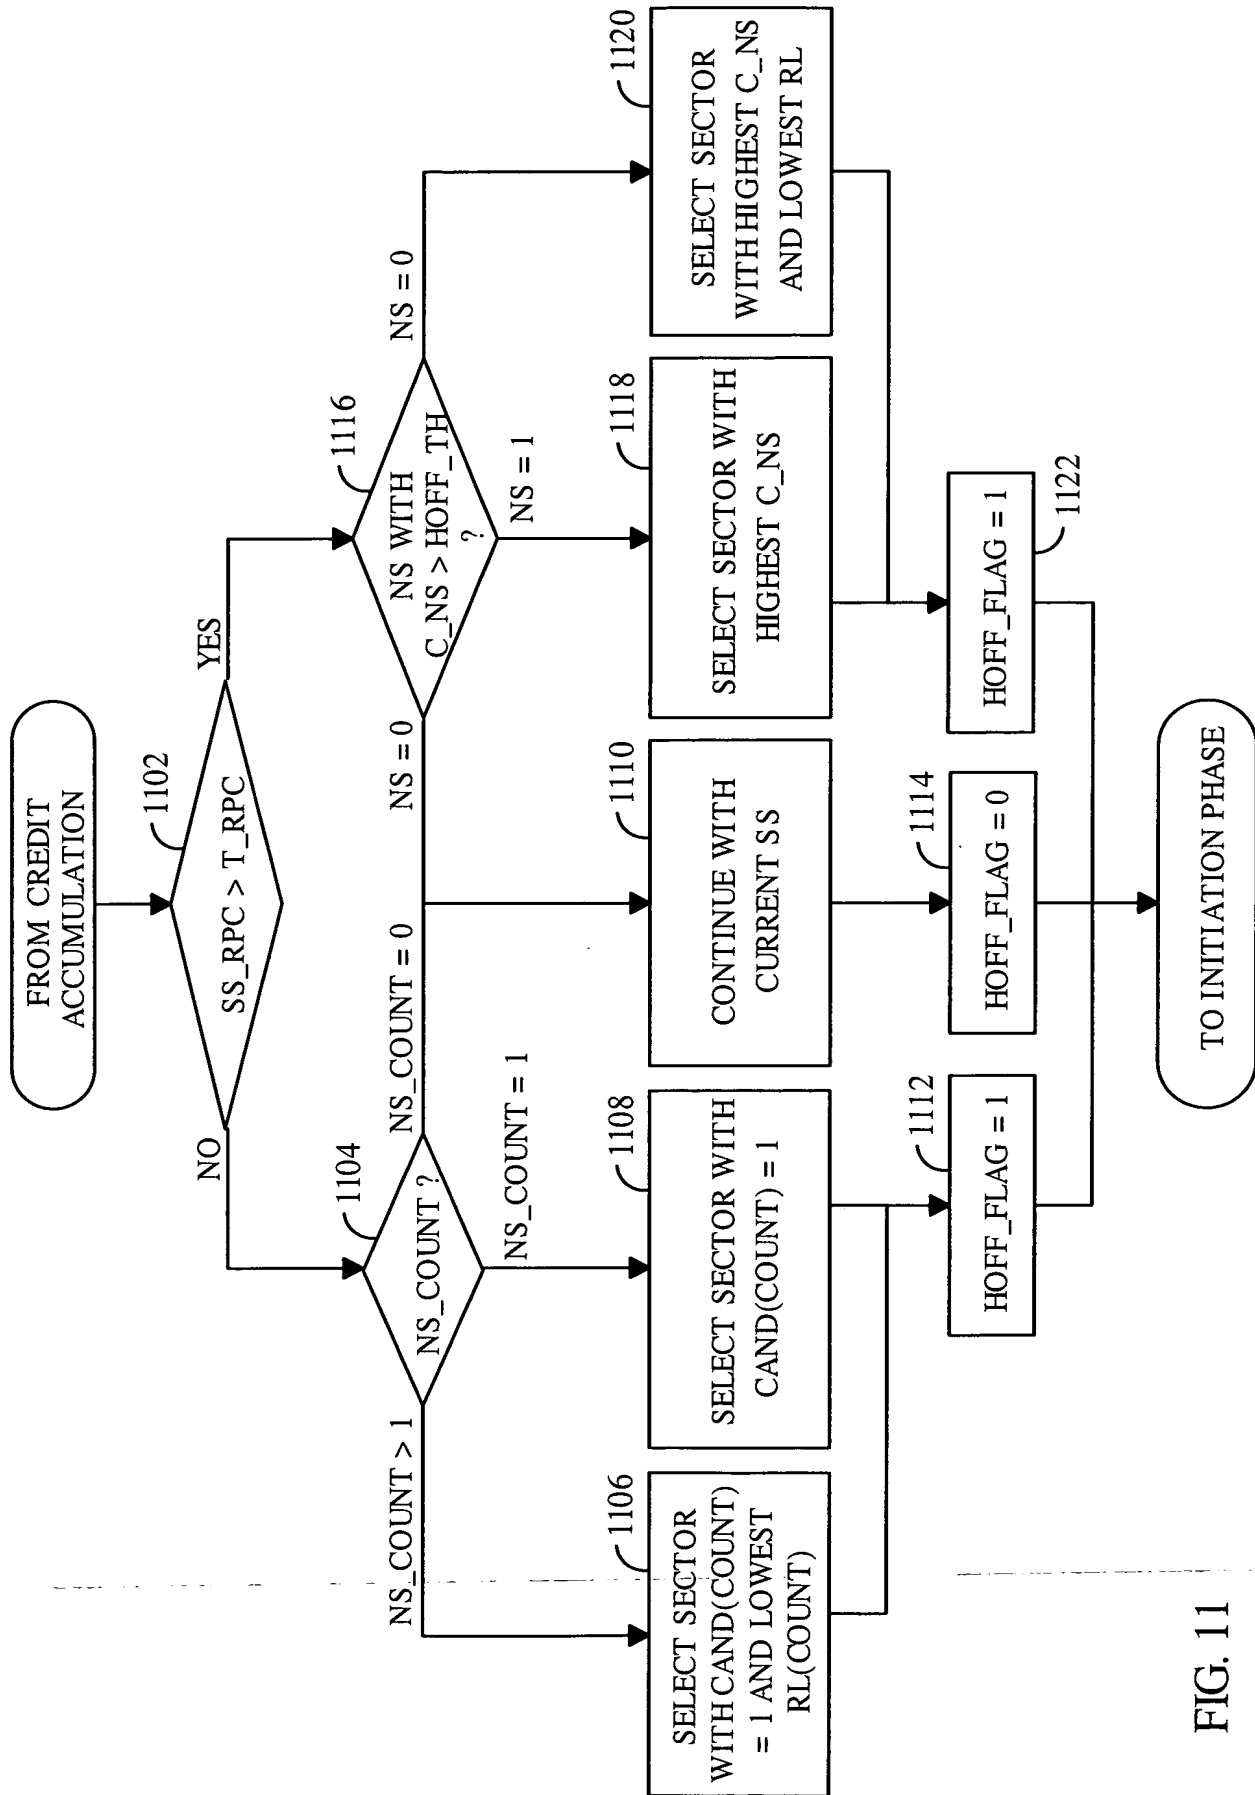 FROM CREDIT
ACCUMULATION
1102
SS_RPC > T_RPC
NO
YES
1104
NS_COUNT ?
NS_COUNT > 1
NS_COUNT = 1
NS_COUNT = 0
1116
NS WITH
C_NS > HOFF_TH
?
NS = 0
NS = 1
NS = 0
1106
SELECT SECTOR
WITH CAND(COUNT)
= 1 AND LOWEST
RL(COUNT)
1108
SELECT SECTOR WITH
CAND(COUNT) = 1
1110
CONTINUE WITH
CURRENT SS
1118
SELECT SECTOR WITH
HIGHEST C_NS
1120
SELECT SECTOR
WITH HIGHEST C_NS
AND LOWEST RL
1112
HOFF_FLAG = 1
1114
HOFF_FLAG = 0
HOFF_FLAG = 1
1122
TO INITIATION PHASE
FIG. 11